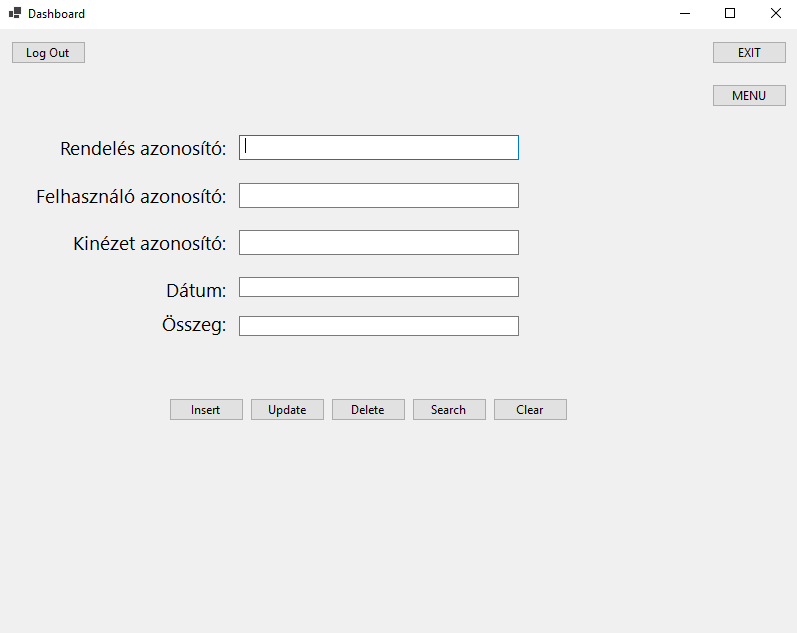 Dashboard
Log Out
EXIT
MENU
Rendelés azonosító:
Felhasználó azonosító:
Kinézet azonosító:
Dátum:
Összeg:
Insert Update Delete Search Clear